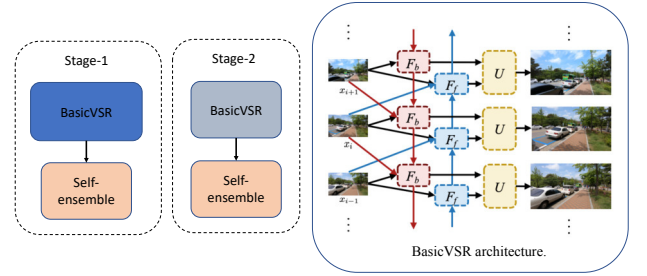 Stage-1
BasicVSR
Self-
ensemble
Stage-2
BasicVSR
Self-
ensemble
⋮ ⋮
F_b
F_f
U
x_{i+1}
F_b
F_f
U
x_i
F_b
F_f
U
x_{i−1}
⋮ ⋮
BasicVSR architecture.